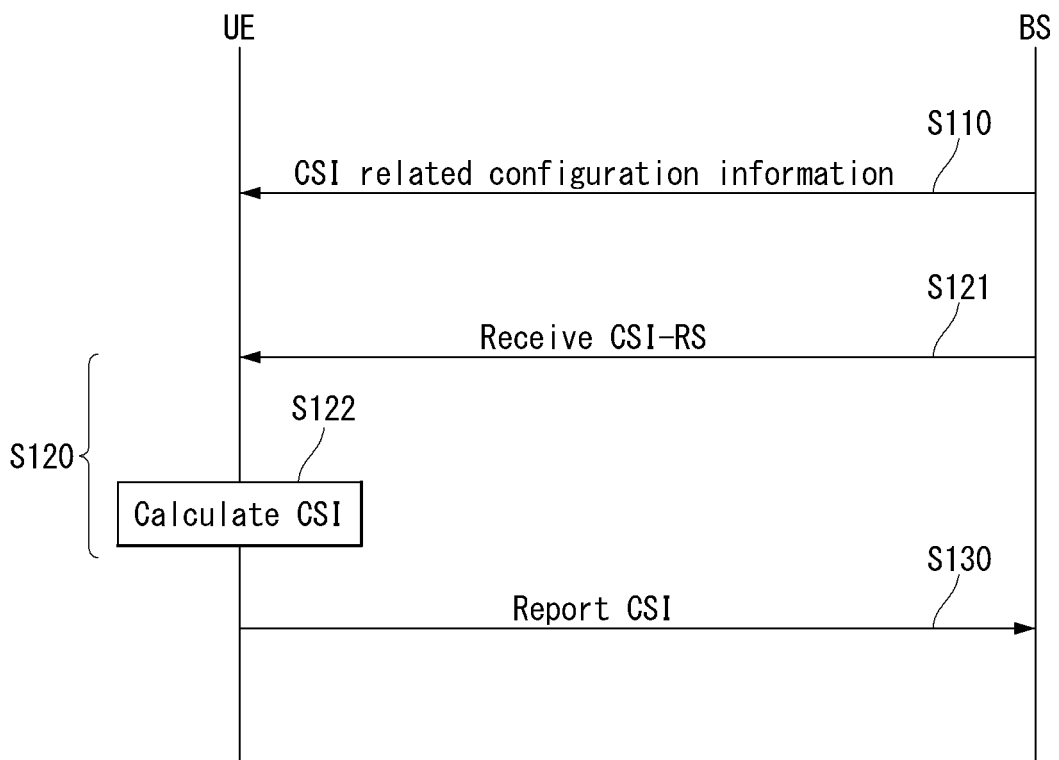 UE
BS
S110
CSI related configuration information
S121
Receive CSI-RS
S122
S120
Calculate CSI
S130
Report CSI